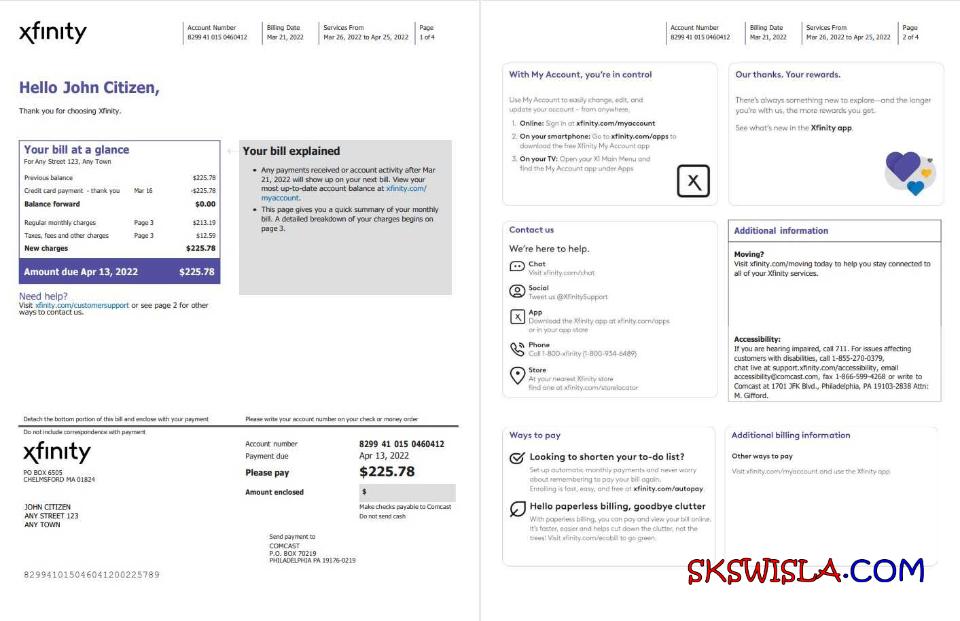 xfinity
Account Number Billing Date Services From Page
8299 41 015 0460412 Mar 21, 2022 Mar 26, 2022 to Apr 25, 2022 1 of 4
Hello John Citizen,
Thank you for choosing Xfinity.
Your bill at a glance
For Any Street 123, Any Town
Previous balance $225.78
Credit card payment - thank you Mar 16 -$225.78
Balance forward $0.00
Regular monthly charges Page 3 $213.19
Taxes, fees and other charges Page 3 $12.59
New charges $225.78
Amount due Apr 13, 2022 $225.78
Need help?
Visit xfinity.com/customersupport or see page 2 for other
ways to contact us.
Your bill explained
• Any payments received or account activity after Mar
21, 2022 will show up on your next bill. View your
most up-to-date account balance at xfinity.com/
myaccount.
• This page gives you a quick summary of your monthly
bill. A detailed breakdown of your charges begins on
page 3.
Detach the bottom portion of this bill and enclose with your payment Please write your account number on your check or money order
Do not include correspondence with payment
xfinity
PO BOX 6505
CHELMSFORD MA 01824
JOHN CITIZEN
ANY STREET 123
ANY TOWN
Account number 8299 41 015 0460412
Payment due Apr 13, 2022
Please pay $225.78
Amount enclosed $
Make checks payable to Comcast
Do not send cash
Send payment to
COMCAST
P.O. BOX 70219
PHILADELPHIA PA 19176-0219
829941015046041200225789
Account Number Billing Date Services From Page
8299 41 015 0460412 Mar 21, 2022 Mar 26, 2022 to Apr 25, 2022 2 of 4
With My Account, you're in control
Use My Account to easily change, edit, and
update your account - from anywhere.
1. Online: Sign in at xfinity.com/myaccount
2. On your smartphone: Go to xfinity.com/apps to
download the free Xfinity My Account app
3. On your TV: Open your X1 Main Menu and
find the My Account app under Apps
X
Our thanks. Your rewards.
There's always something new to explore—and the longer
you're with us, the more rewards you get.
See what's new in the Xfinity app.
Contact us
We're here to help.
Chat
Visit xfinity.com/chat
Social
Tweet us @XfinitySupport
X
App
Download the Xfinity app at xfinity.com/apps
or in your app store
Phone
Call 1-800-xfinity (1-800-934-6489)
Store
At your nearest Xfinity store
find one at xfinity.com/storelocator
Additional information
Moving?
Visit xfinity.com/moving today to help you stay connected to
all of your Xfinity services.
Accessibility:
If you are hearing impaired, call 711. For issues affecting
customers with disabilities, call 1-855-270-0379,
chat live at support.xfinity.com/accessibility, email
accessibility@comcast.com, fax 1-866-599-4268 or write to
Comcast at 1701 JFK Blvd., Philadelphia, PA 19103-2838 Attn:
M. Gifford.
Ways to pay
Looking to shorten your to-do list?
Set up automatic monthly payments and never worry
about remembering to pay your bill again.
Enrolling is fast, easy, and free at xfinity.com/autopay.
Hello paperless billing, goodbye clutter
With paperless billing, you can pay and view your bill online.
It's faster, easier and helps cut down the clutter, not the
trees! Visit xfinity.com/ecobill to go green.
Additional billing information
Other ways to pay
Visit xfinity.com/myaccount and use the Xfinity app
SKSWISLA.COM